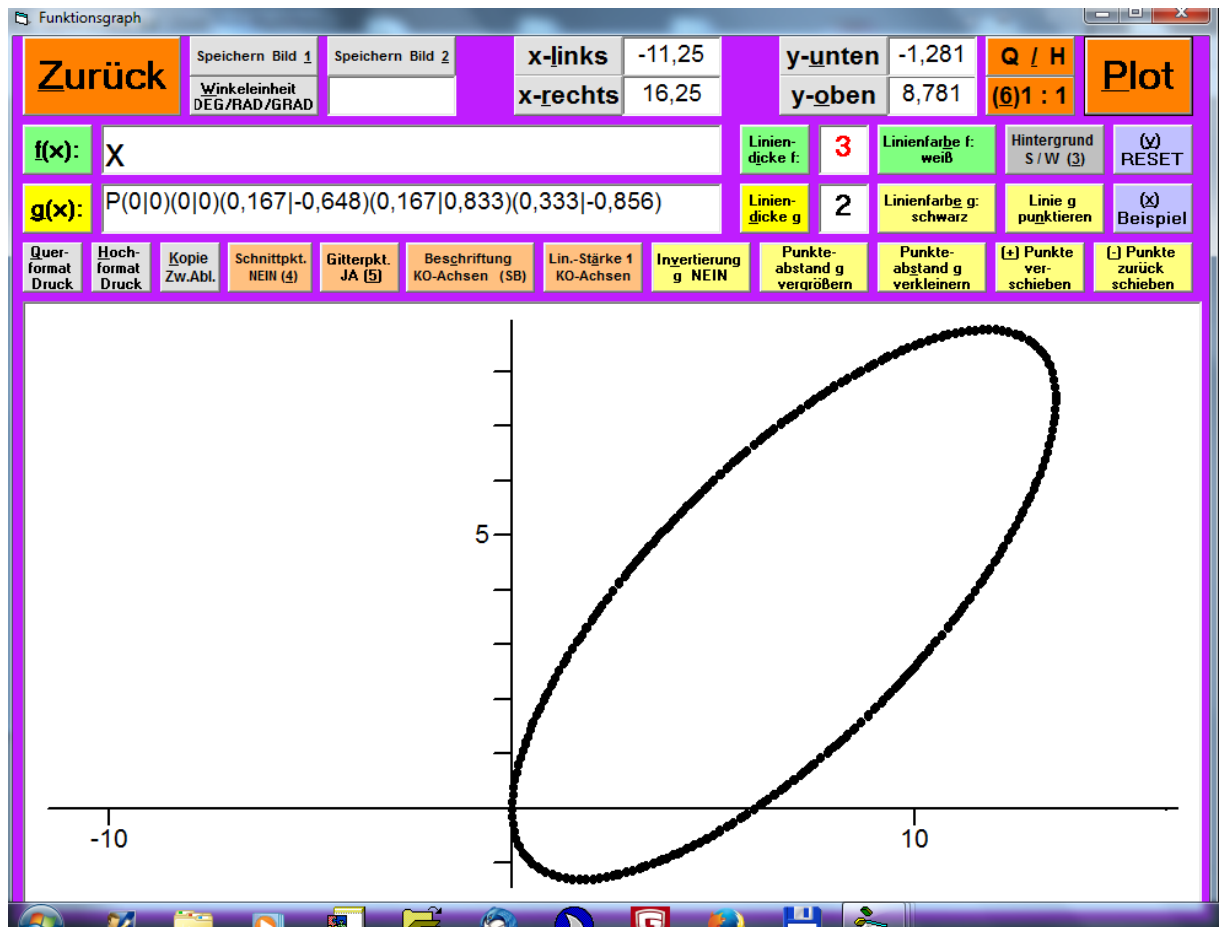 Funktionsgraph
Zurück
Speichern Bild 1
Speichern Bild 2
Winkeleinheit
DEG/RAD/GRAD
x-links
-11,25
x-rechts
16,25
y-unten
-1,281
y-oben
8,781
Q / H
(6)1 : 1
Plot
f(x):
X
Linien-
dicke f:
3
Linienfarbe f:
weiß
Hintergrund
S / W (3)
(y)
RESET
g(x):
P(0|0)(0|0)(0,167|-0,648)(0,167|0,833)(0,333|-0,856)
Linien-
dicke g
2
Linienfarbe g:
schwarz
Linie g
punktieren
(x)
Beispiel
Quer-
format
Druck
Hoch-
format
Druck
Kopie
Zw.Abl.
Schnittpkt.
NEIN (4)
Gitterpkt.
JA (5)
Beschriftung
KO-Achsen (SB)
Lin.-Stärke 1
KO-Achsen
Invertierung
g NEIN
Punkte-
abstand g
vergrößern
Punkte-
abstand g
verkleinern
(+) Punkte
ver-
schieben
(-) Punkte
zurück
schieben
5
-10
10